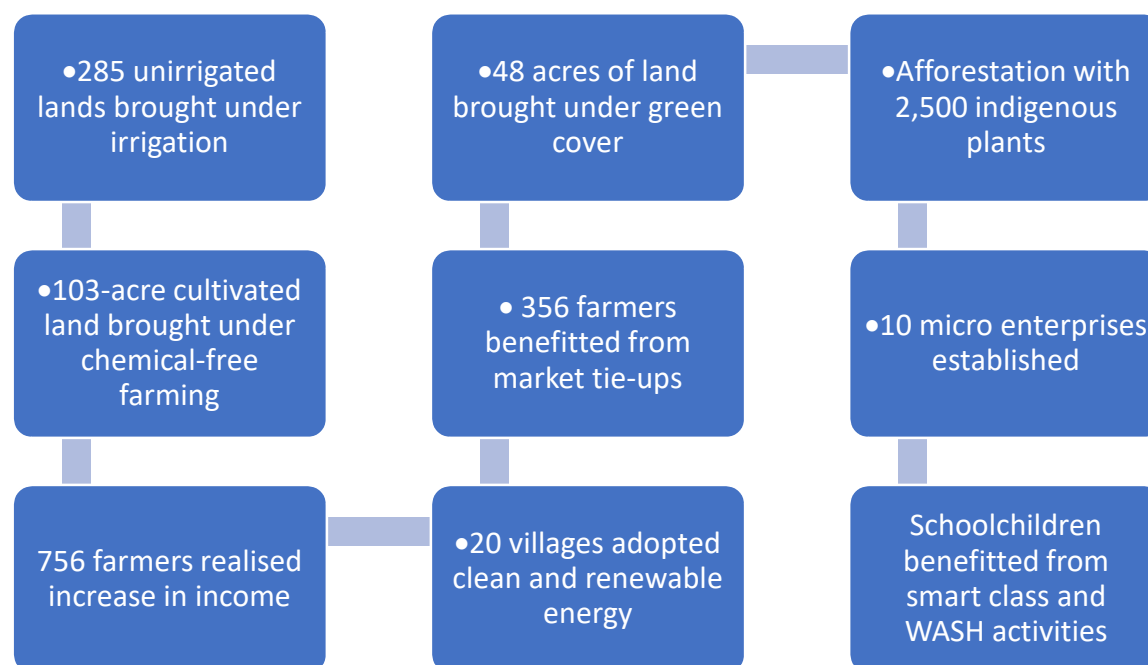 •285 unirrigated
lands brought under
irrigation
•103-acre cultivated
land brought under
chemical-free
farming
756 farmers realised
increase in income
•20 villages adopted
clean and renewable
energy
• 356 farmers
benefitted from
market tie-ups
•48 acres of land
brought under green
cover
•Afforestation with
2,500 indigenous
plants
•10 micro enterprises
established
Schoolchildren
benefitted from
smart class and
WASH activities